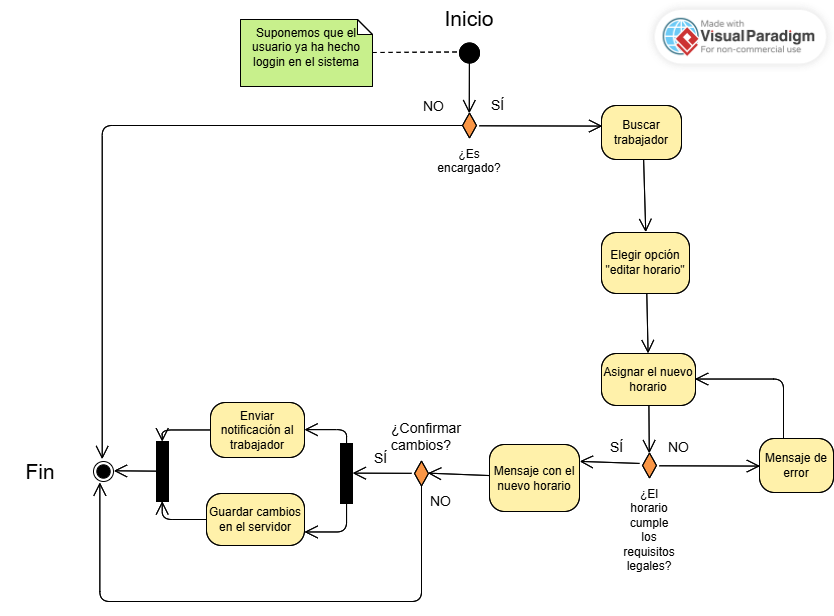 Inicio
Made with
VisualParadigm
For non-commercial use
Suponemos que el
usuario ya ha hecho
loggin en el sistema
NO
SÍ
¿Es
encargado?
Buscar
trabajador
Elegir opción
"editar horario"
Asignar el nuevo
horario
SÍ
NO
Mensaje de
error
¿El
horario
cumple
los
requisitos
legales?
Mensaje con el
nuevo horario
¿Confirmar
cambios?
SÍ
NO
Enviar
notificación al
trabajador
Guardar cambios
en el servidor
Fin